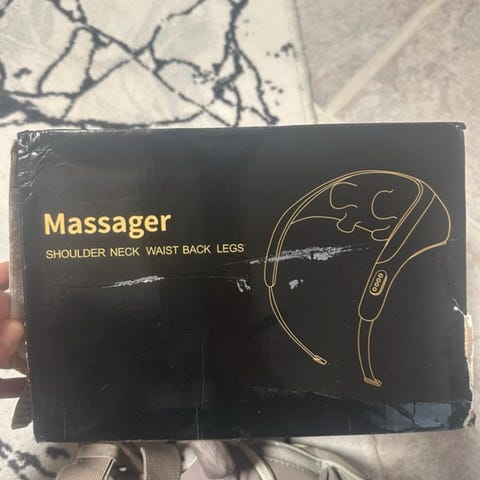 Massager
SHOULDER NECK WAIST BACK LEGS